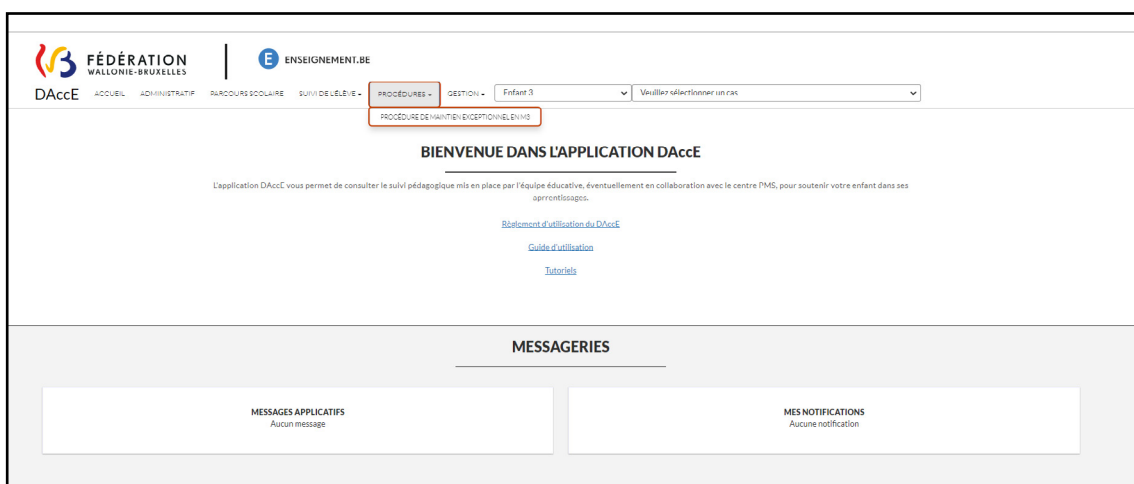 FÉDÉRATION
WALLONIE-BRUXELLES
E ENSEIGNEMENT.BE
DAccE ACCUEIL ADMINISTRATIF PARCOURS SCOLAIRE SUIVI DE L'ÉLÈVE PROCÉDURES GESTION Enfant 3 Veuillez sélectionner un cas
PROCÉDURE DE MAINTIEN EXCEPTIONNEL EN M3
BIENVENUE DANS L'APPLICATION DAccE
L'application DAccE vous permet de consulter le suivi pédagogique mis en place par l'équipe éducative, éventuellement en collaboration avec le centre PMS, pour soutenir votre enfant dans ses
aprrentissages.
Règlement d'utilisation du DAccE
Guide d'utilisation
Tutoriels
MESSAGERIES
MESSAGES APPLICATIFS
Aucun message
MES NOTIFICATIONS
Aucune notification